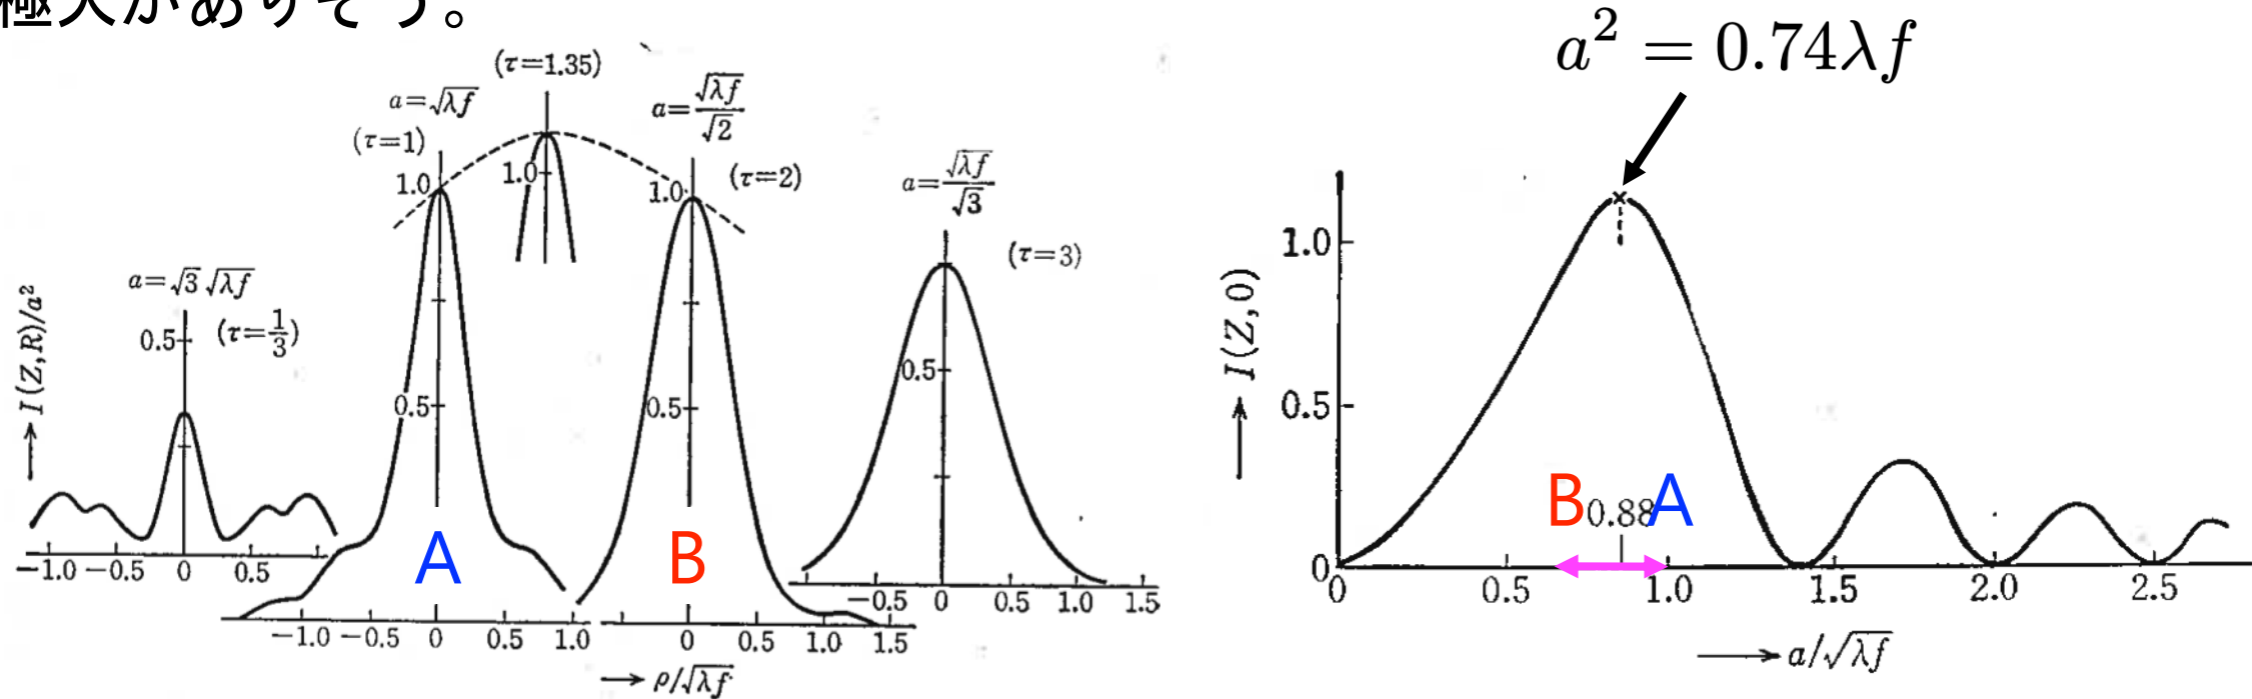 極大がありそう。
a² = 0.74λf
(τ=1.35)
a=√λf
(τ=1)
a=√λf/√2
(τ=2)
a=√λf/√3
(τ=3)
a=√3√λf
(τ=1/3)
→ I(Z,R)/a²
0.5
1.0
0.5
1.0
1.0
0.5
0.5
A
B
−1.0 −0.5 0 0.5
−1.0 −0.5 0 0.5 1.0
0 0.5 1.0 1.5
−0.5 0 0.5 1.0 1.5
→ ρ/√λf
→ I(Z,0)
1.0
0.5
0
B 0.88 A
0 0.5 1.0 1.5 2.0 2.5
→ a/√λf